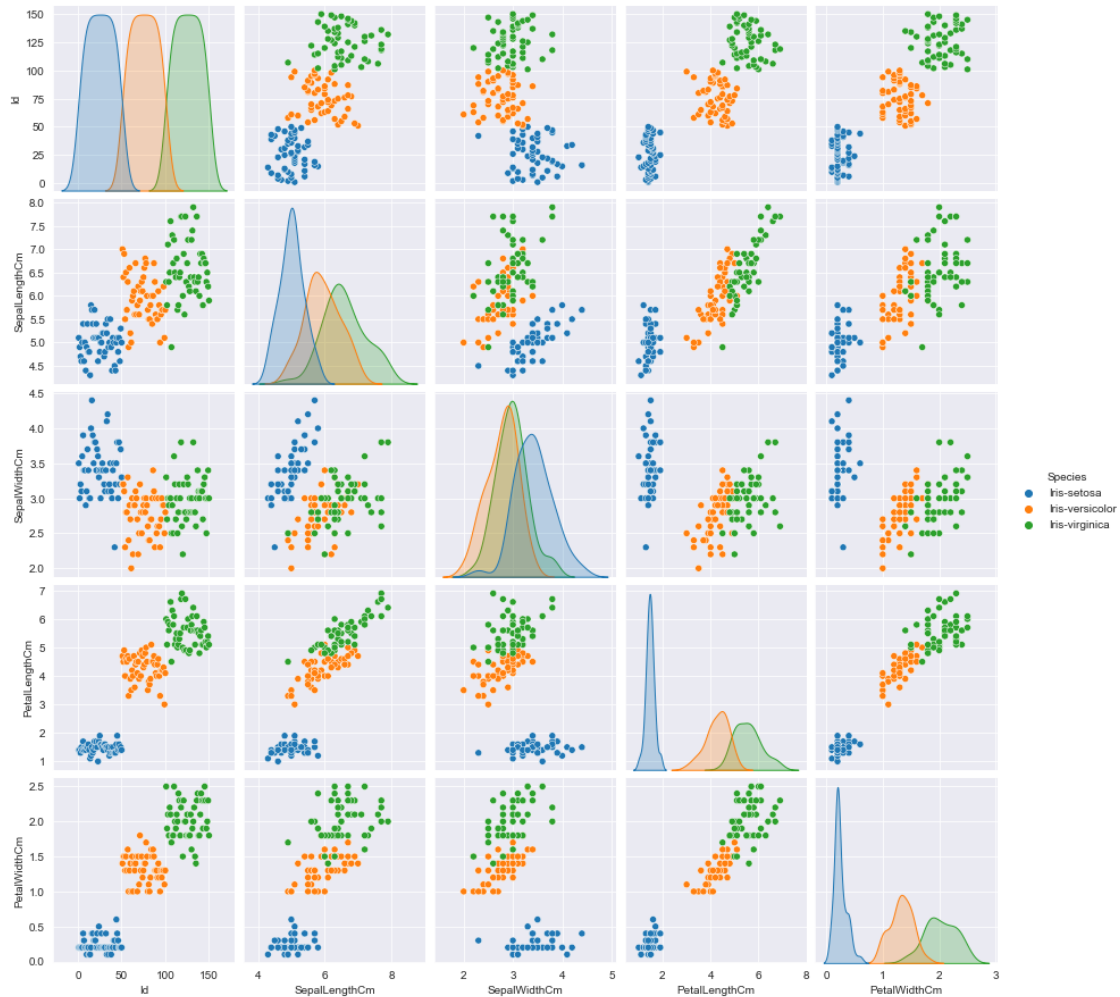 150
125
100
75
50
25
0
Id
8.0
7.5
7.0
6.5
6.0
5.5
5.0
4.5
SepalLengthCm
4.5
4.0
3.5
3.0
2.5
2.0
SepalWidthCm
Species
Iris-setosa
Iris-versicolor
Iris-virginica
7
6
5
4
3
2
1
PetalLengthCm
2.5
2.0
1.5
1.0
0.5
0.0
PetalWidthCm
0 50 100 150
Id
4 6 8
SepalLengthCm
2 3 4 5
SepalWidthCm
2 4 6 8
PetalLengthCm
0 1 2 3
PetalWidthCm